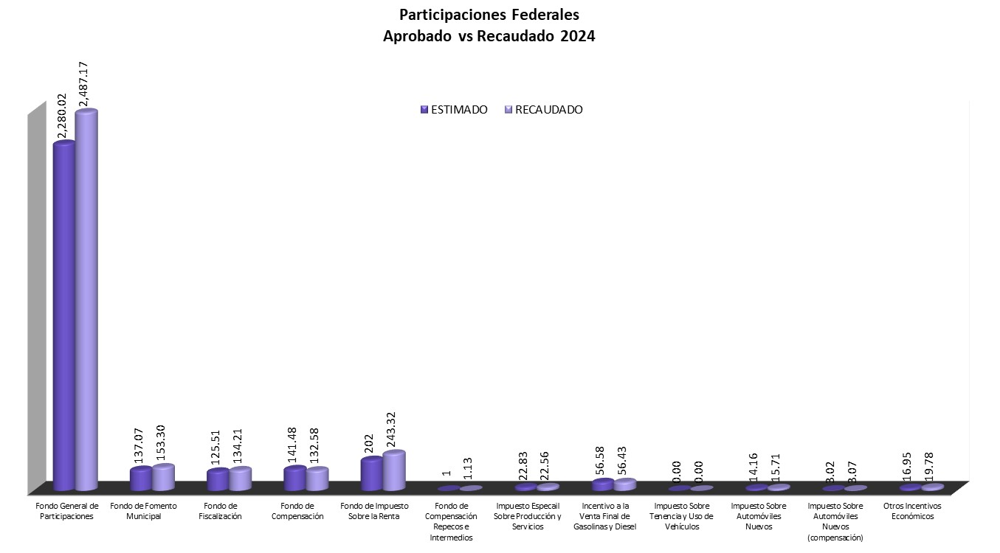 Participaciones Federales
Aprobado vs Recaudado 2024
ESTIMADO RECAUDADO
2,280.02
2,487.17
137.07
153.30
125.51
134.21
141.48
132.58
202
243.32
1
1.13
22.83
22.56
56.58
56.43
0.00
0.00
14.16
15.71
3.02
3.07
16.95
19.78
Fondo General de
Participaciones
Fondo de Fomento
Municipal
Fondo de
Fiscalización
Fondo de
Compensación
Fondo de Impuesto
Sobre la Renta
Fondo de
Compensación
Repecos e
Intermedios
Impuesto Especail
Sobre Producción y
Servicios
Incentivo a la
Venta Final de
Gasolinas y Diesel
Impuesto Sobre
Tenencia y Uso de
Vehículos
Impuesto Sobre
Automóviles
Nuevos
Impuesto Sobre
Automóviles
Nuevos
(compensación)
Otros Incentivos
Económicos